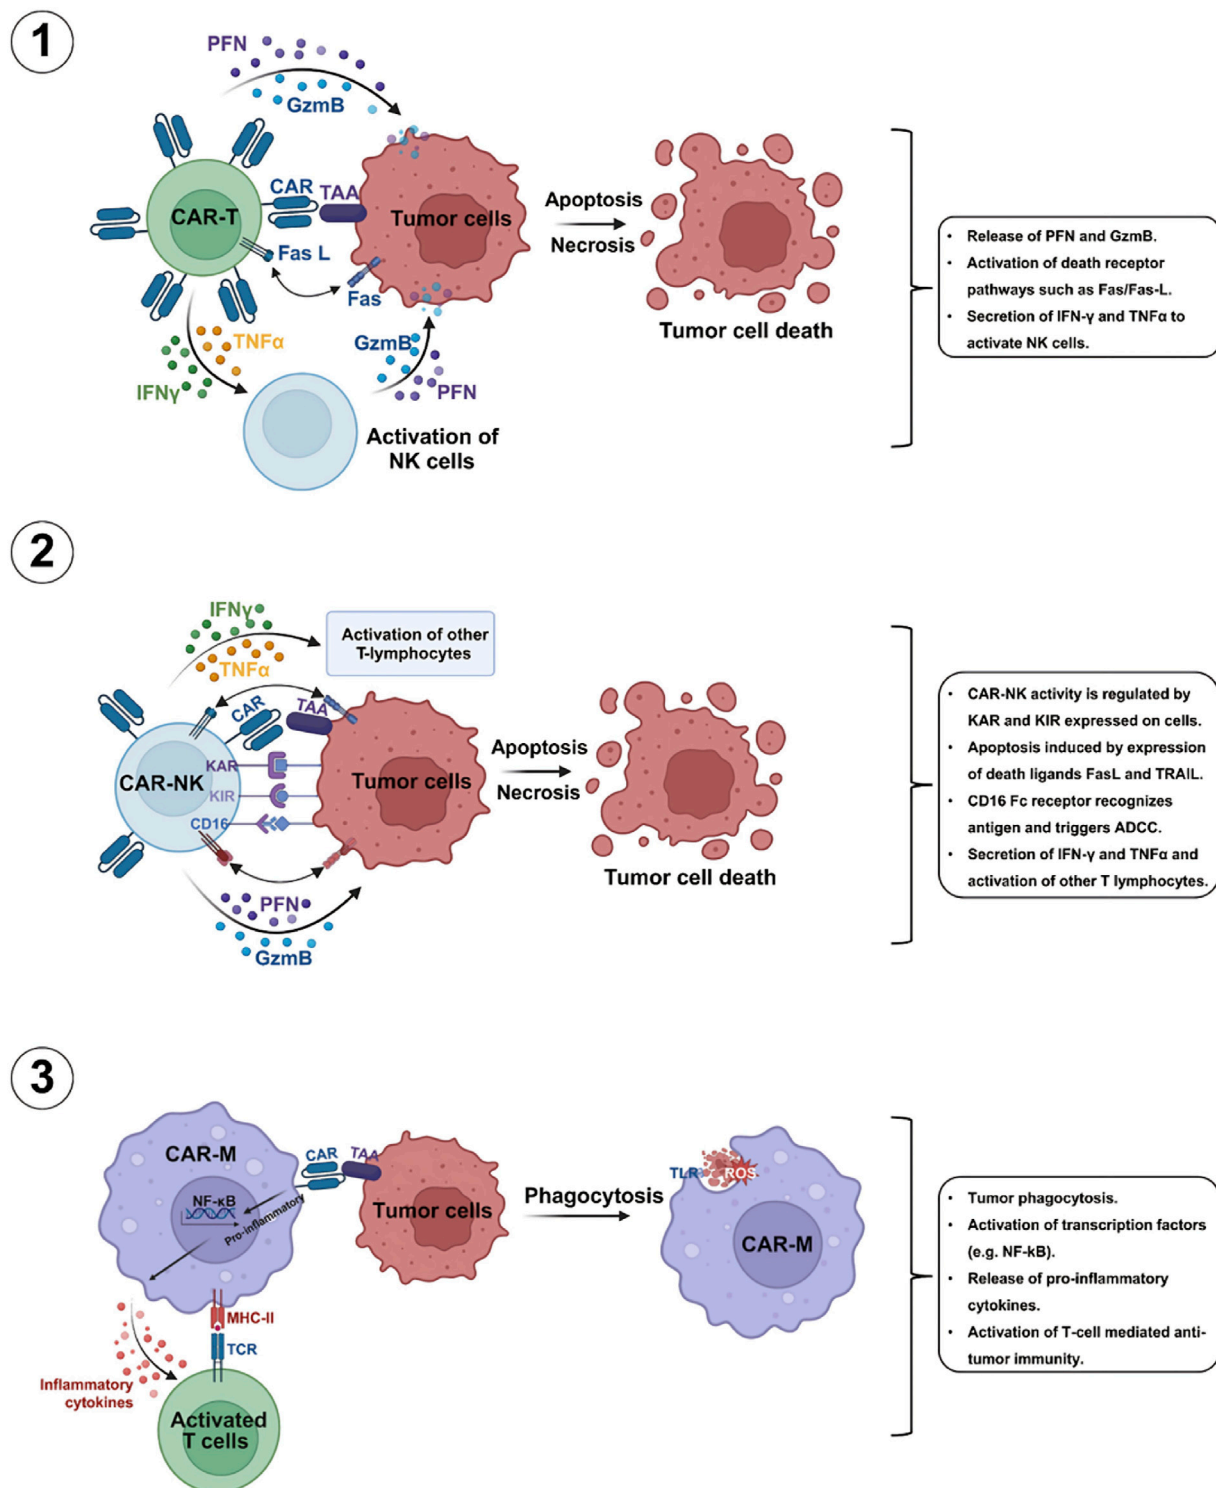 1
PFN
GzmB
CAR
TAA
CAR-T
Tumor cells
Fas L
Fas
TNFα
IFNγ
GzmB
PFN
Activation of
NK cells
Apoptosis
Necrosis
Tumor cell death
• Release of PFN and GzmB.
• Activation of death receptor
pathways such as Fas/Fas-L.
• Secretion of IFN-γ and TNFα to
activate NK cells.
2
IFNγ
TNFα
Activation of other
T-lymphocytes
CAR
TAA
CAR-NK
KAR
KIR
CD16
Tumor cells
PFN
GzmB
Apoptosis
Necrosis
Tumor cell death
• CAR-NK activity is regulated by
KAR and KIR expressed on cells.
• Apoptosis induced by expression
of death ligands FasL and TRAIL.
• CD16 Fc receptor recognizes
antigen and triggers ADCC.
• Secretion of IFN-γ and TNFα and
activation of other T lymphocytes.
3
CAR-M
CAR
TAA
NF-κB
Pro-inflammatory
Tumor cells
MHC-II
TCR
Inflammatory
cytokines
Activated
T cells
Phagocytosis
TLR
ROS
CAR-M
• Tumor phagocytosis.
• Activation of transcription factors
(e.g. NF-kB).
• Release of pro-inflammatory
cytokines.
• Activation of T-cell mediated anti-
tumor immunity.